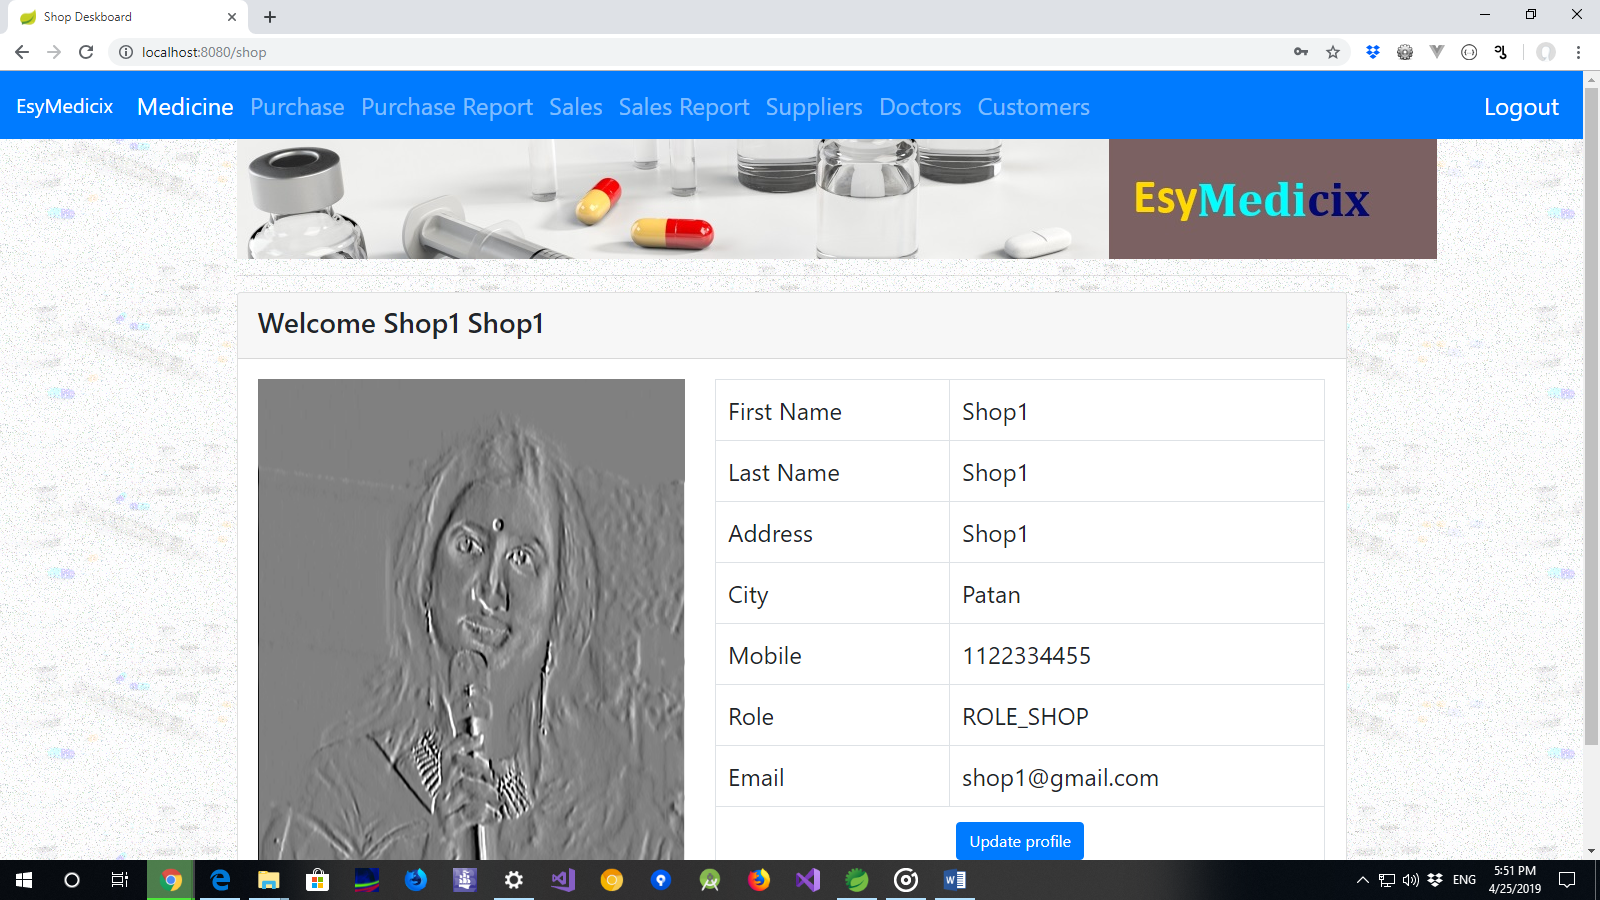 Shop Deskboard
localhost:8080/shop
EsyMedicix Medicine Purchase Purchase Report Sales Sales Report Suppliers Doctors Customers Logout
EsyMedicix
Welcome Shop1 Shop1
First Name Shop1
Last Name Shop1
Address Shop1
City Patan
Mobile 1122334455
Role ROLE_SHOP
Email shop1@gmail.com
Update profile
ENG
5:51 PM
4/25/2019